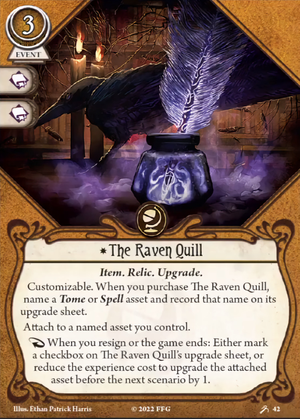 3
EVENT
*The Raven Quill
Item. Relic. Upgrade.
Customizable. When you purchase The Raven Quill,
name a Tome or Spell asset and record that name on its
upgrade sheet.
Attach to a named asset you control.
When you resign or the game ends: Either mark
a checkbox on The Raven Quill's upgrade sheet, or
reduce the experience cost to upgrade the attached
asset before the next scenario by 1.
Illus. Ethan Patrick Harris © 2022 FFG 42